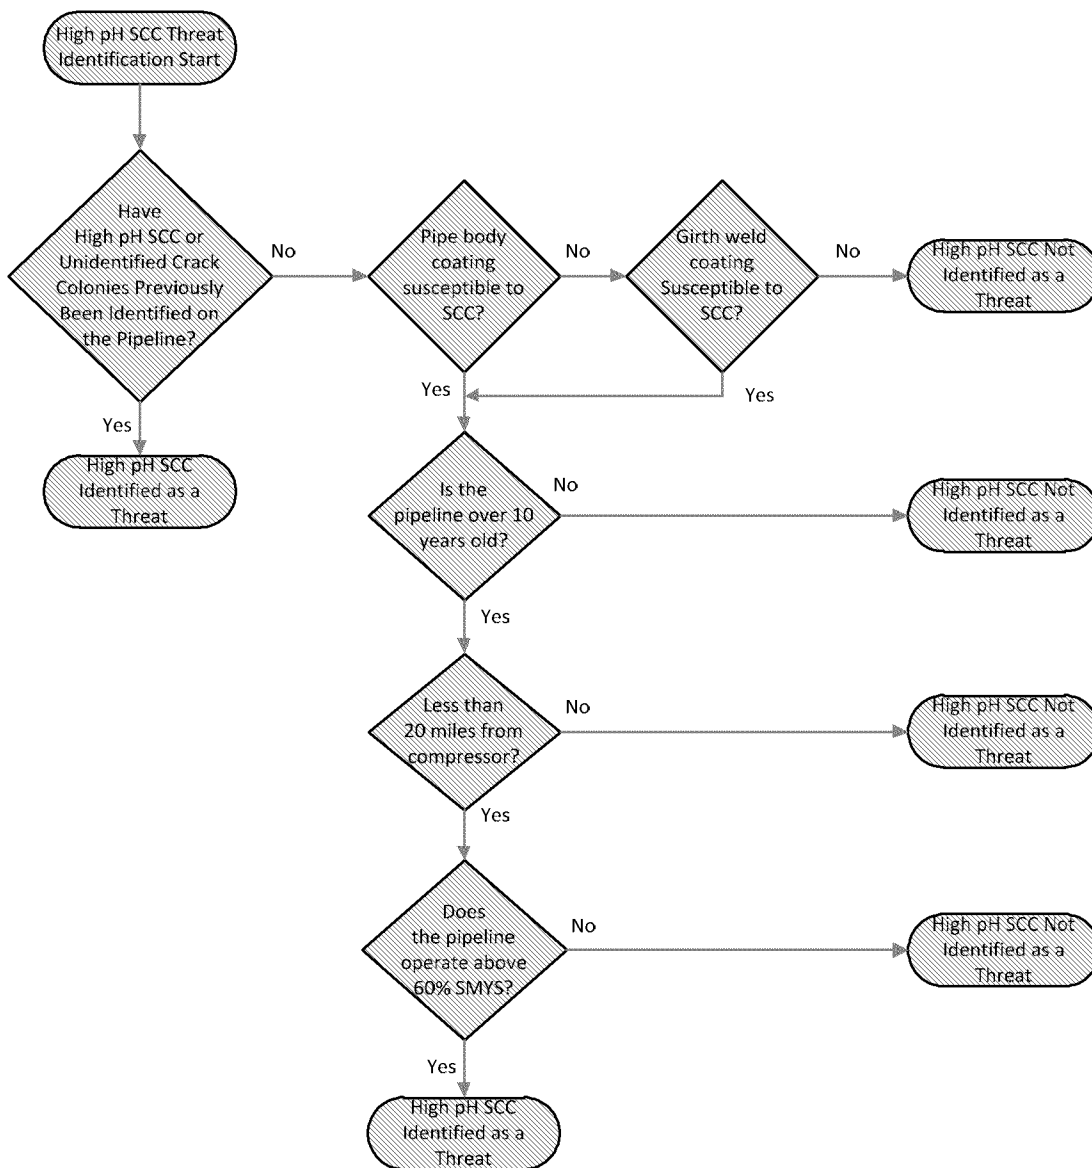 High pH SCC Threat
Identification Start
Have
High pH SCC or
Unidentified Crack
Colonies Previously
Been Identified on
the Pipeline?
No
Pipe body
coating
susceptible to
SCC?
No
Girth weld
coating
Susceptible to
SCC?
No
High pH SCC Not
Identified as a
Threat
Yes
Yes
Yes
High pH SCC
Identified as a
Threat
Is the
pipeline over 10
years old?
No
High pH SCC Not
Identified as a
Threat
Yes
Less than
20 miles from
compressor?
No
High pH SCC Not
Identified as a
Threat
Yes
Does
the pipeline
operate above
60% SMYS?
No
High pH SCC Not
Identified as a
Threat
Yes
High pH SCC
Identified as a
Threat